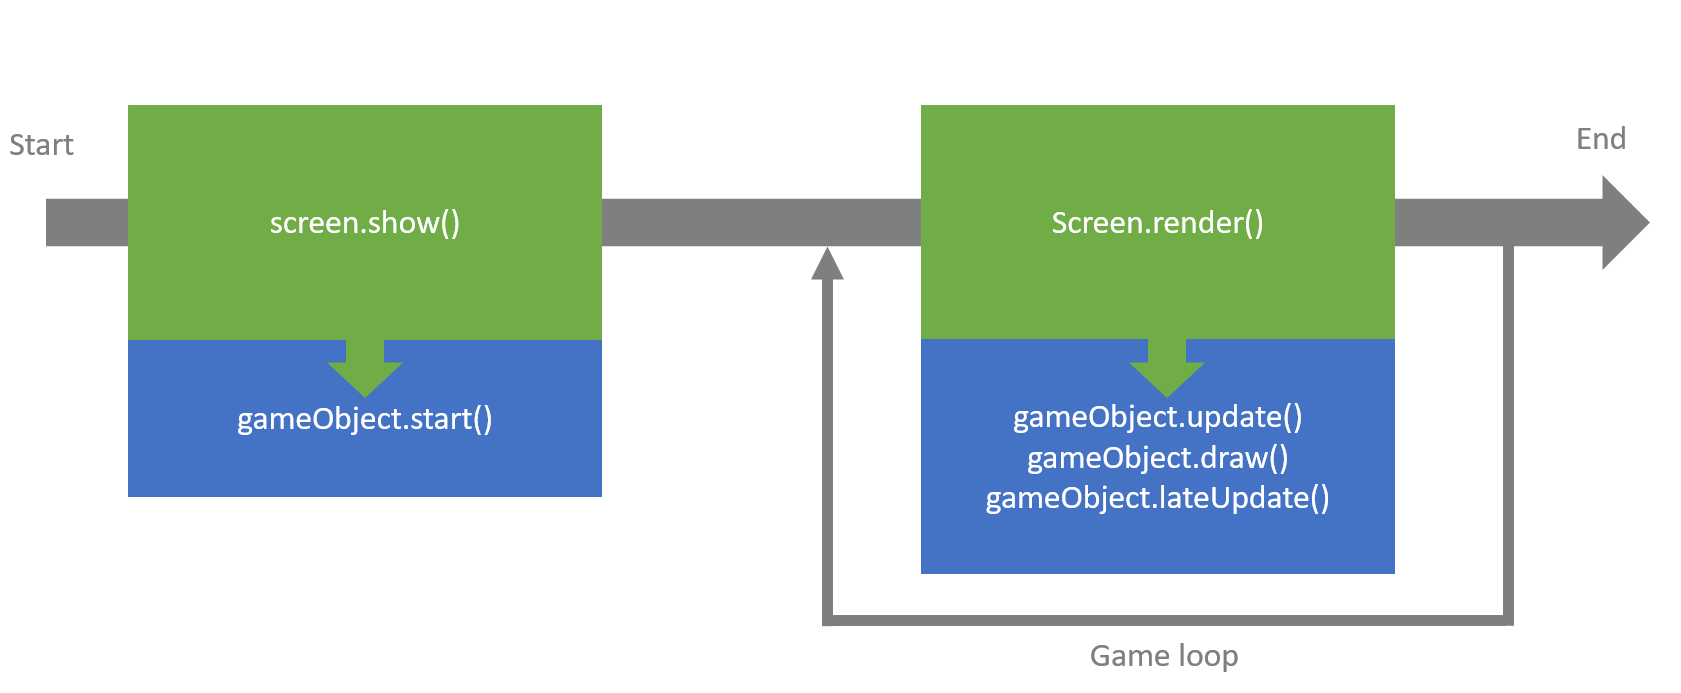 Start
screen.show()
gameObject.start()
Screen.render()
gameObject.update()
gameObject.draw()
gameObject.lateUpdate()
End
Game loop